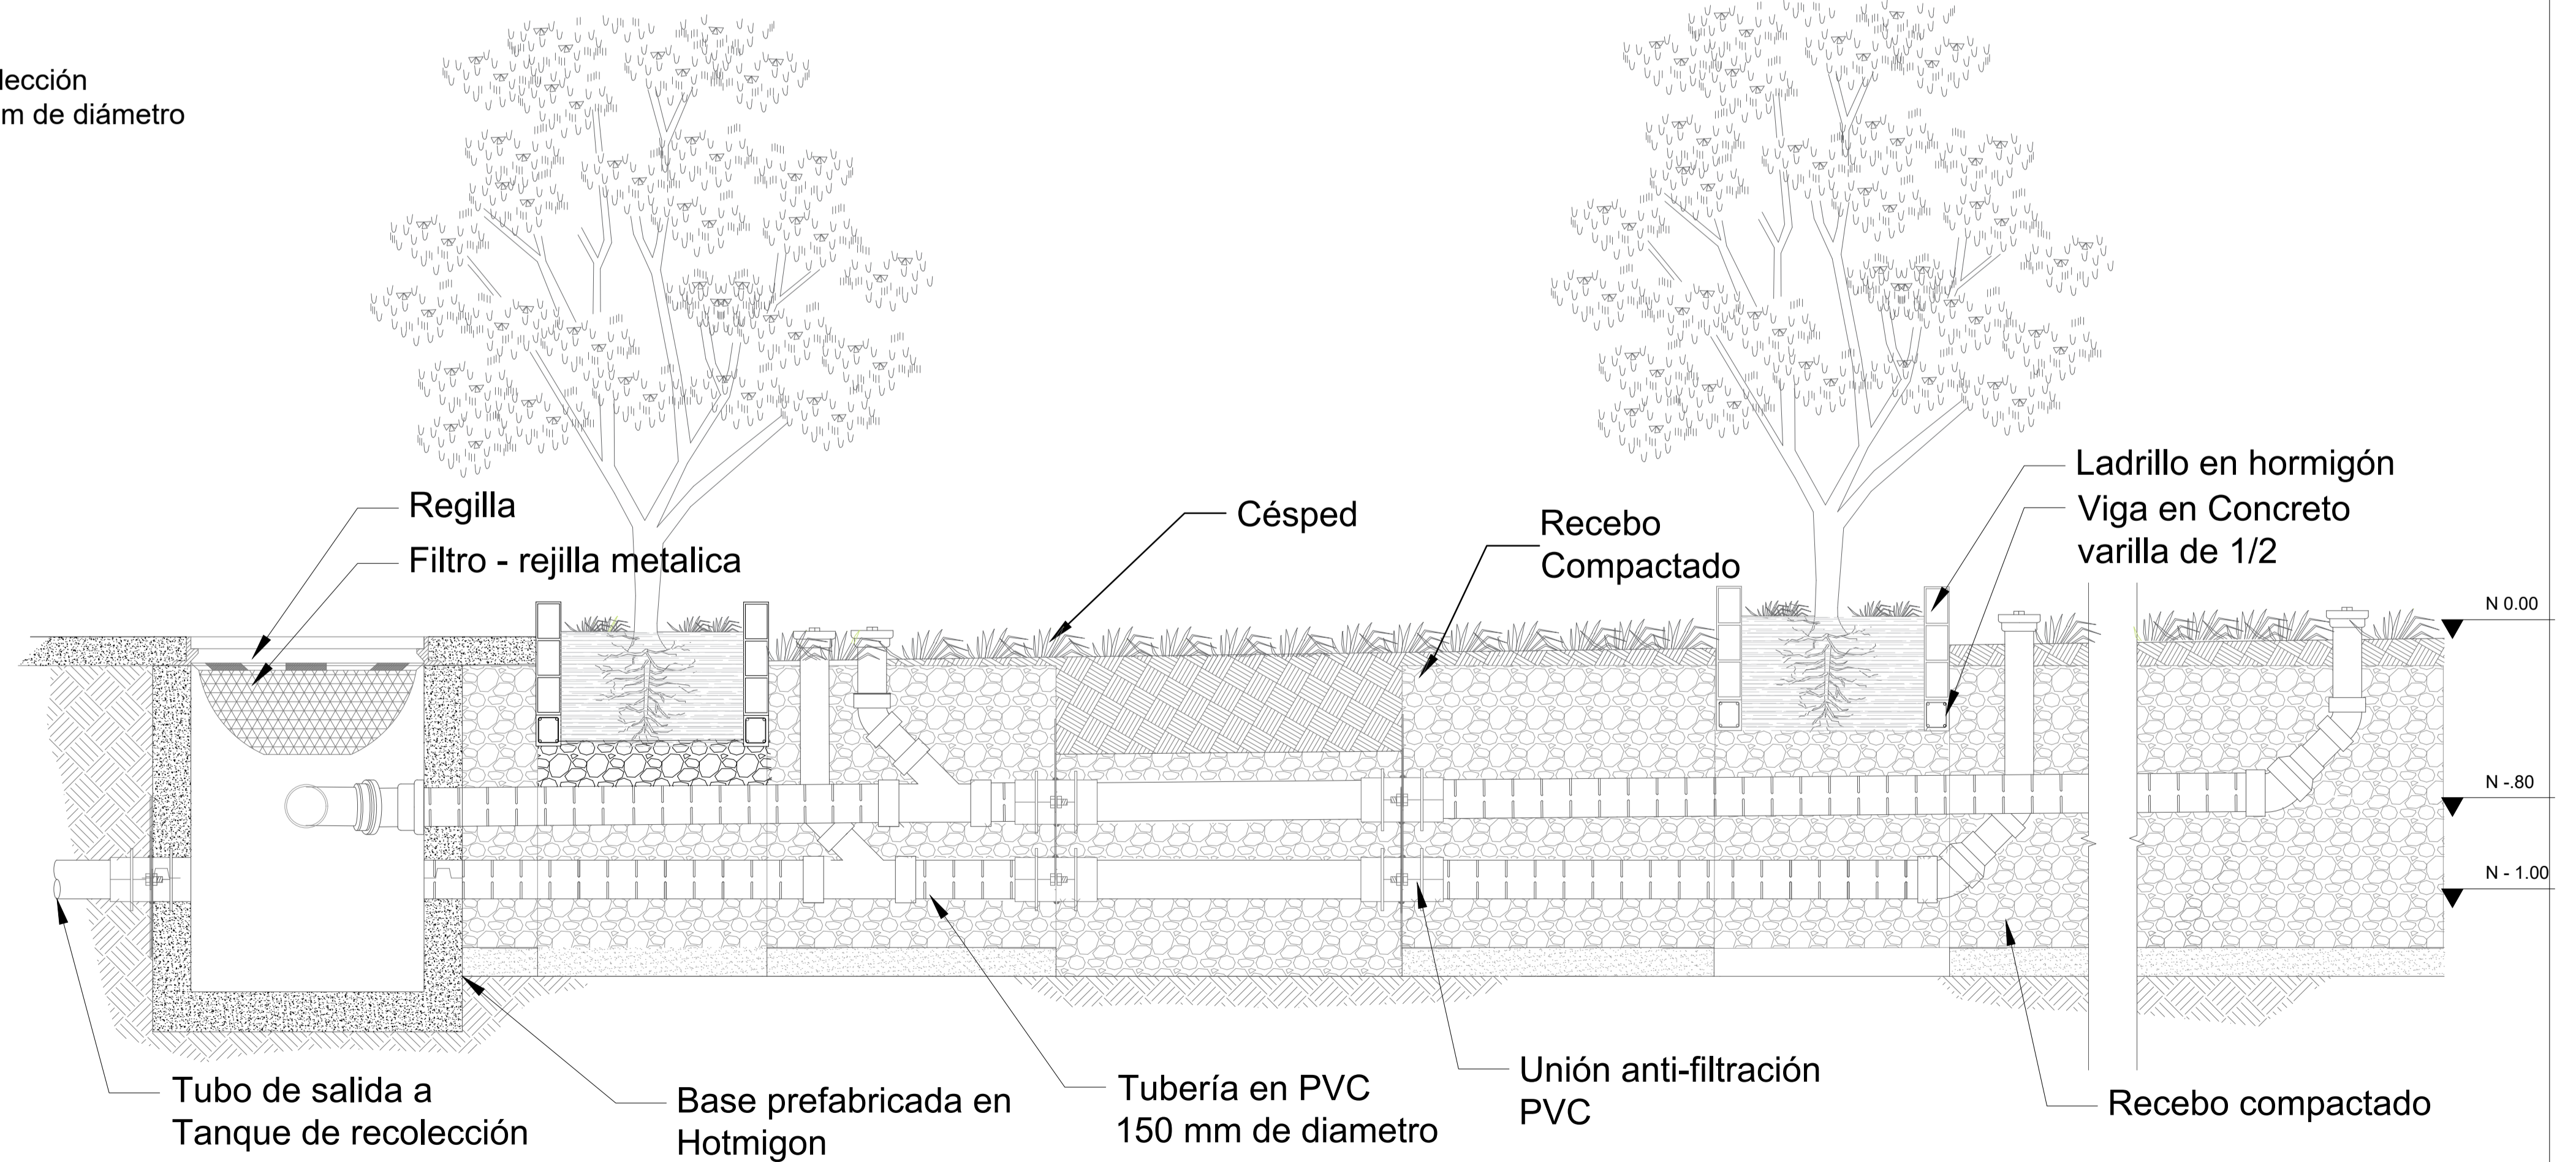 lección
m de diámetro
Regilla
Filtro - rejilla metalica
Césped
Recebo
Compactado
Ladrillo en hormigón
Viga en Concreto
varilla de 1/2
N 0.00
N -.80
N - 1.00
Tubo de salida a
Tanque de recolección
Base prefabricada en
Hotmigon
Tubería en PVC
150 mm de diametro
Unión anti-filtración
PVC
Recebo compactado